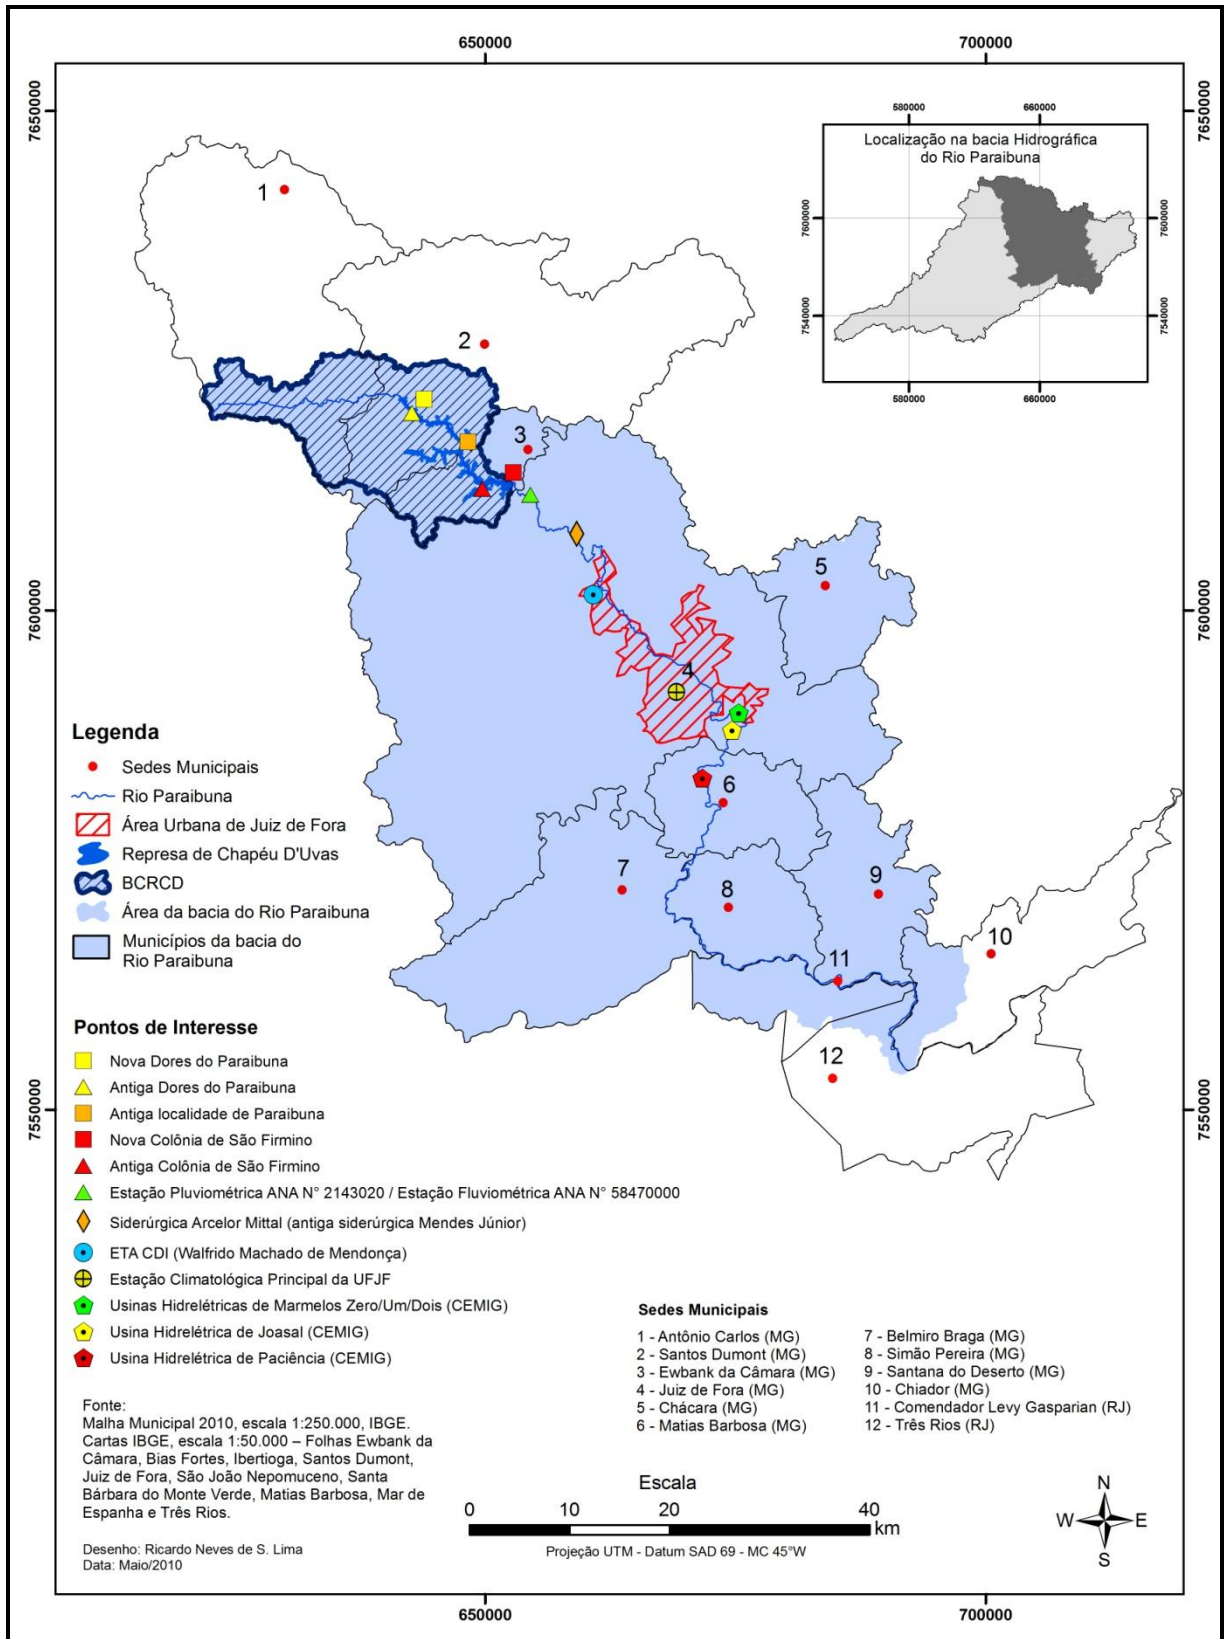 650000
700000
7650000
7650000
580000
660000
Localização na bacia Hidrográfica
do Rio Paraibuna
7600000
7600000
7540000
7540000
580000
660000
1
2
3
5
7600000
7600000
4
6
7
8
9
10
11
12
7550000
7550000
Legenda
Sedes Municipais
Rio Paraibuna
Área Urbana de Juiz de Fora
Represa de Chapéu D'Uvas
BCRCD
Área da bacia do Rio Paraibuna
Municípios da bacia do
Rio Paraibuna
Pontos de Interesse
Nova Dores do Paraibuna
Antiga Dores do Paraibuna
Antiga localidade de Paraibuna
Nova Colônia de São Firmino
Antiga Colônia de São Firmino
Estação Pluviométrica ANA N° 2143020 / Estação Fluviométrica ANA N° 58470000
Siderúrgica Arcelor Mittal (antiga siderúrgica Mendes Júnior)
ETA CDI (Walfrido Machado de Mendonça)
Estação Climatológica Principal da UFJF
Usinas Hidrelétricas de Marmelos Zero/Um/Dois (CEMIG)
Usina Hidrelétrica de Joasal (CEMIG)
Usina Hidrelétrica de Paciência (CEMIG)
Sedes Municipais
1 - Antônio Carlos (MG)
2 - Santos Dumont (MG)
3 - Ewbank da Câmara (MG)
4 - Juiz de Fora (MG)
5 - Chácara (MG)
6 - Matias Barbosa (MG)
7 - Belmiro Braga (MG)
8 - Simão Pereira (MG)
9 - Santana do Deserto (MG)
10 - Chiador (MG)
11 - Comendador Levy Gasparian (RJ)
12 - Três Rios (RJ)
Fonte:
Malha Municipal 2010, escala 1:250.000, IBGE.
Cartas IBGE, escala 1:50.000 – Folhas Ewbank da
Câmara, Bias Fortes, Ibertioga, Santos Dumont,
Juiz de Fora, São João Nepomuceno, Santa
Bárbara do Monte Verde, Matias Barbosa, Mar de
Espanha e Três Rios.
Desenho: Ricardo Neves de S. Lima
Data: Maio/2010
Escala
0 10 20 40
km
Projeção UTM - Datum SAD 69 - MC 45°W
N
W E
S
650000
700000